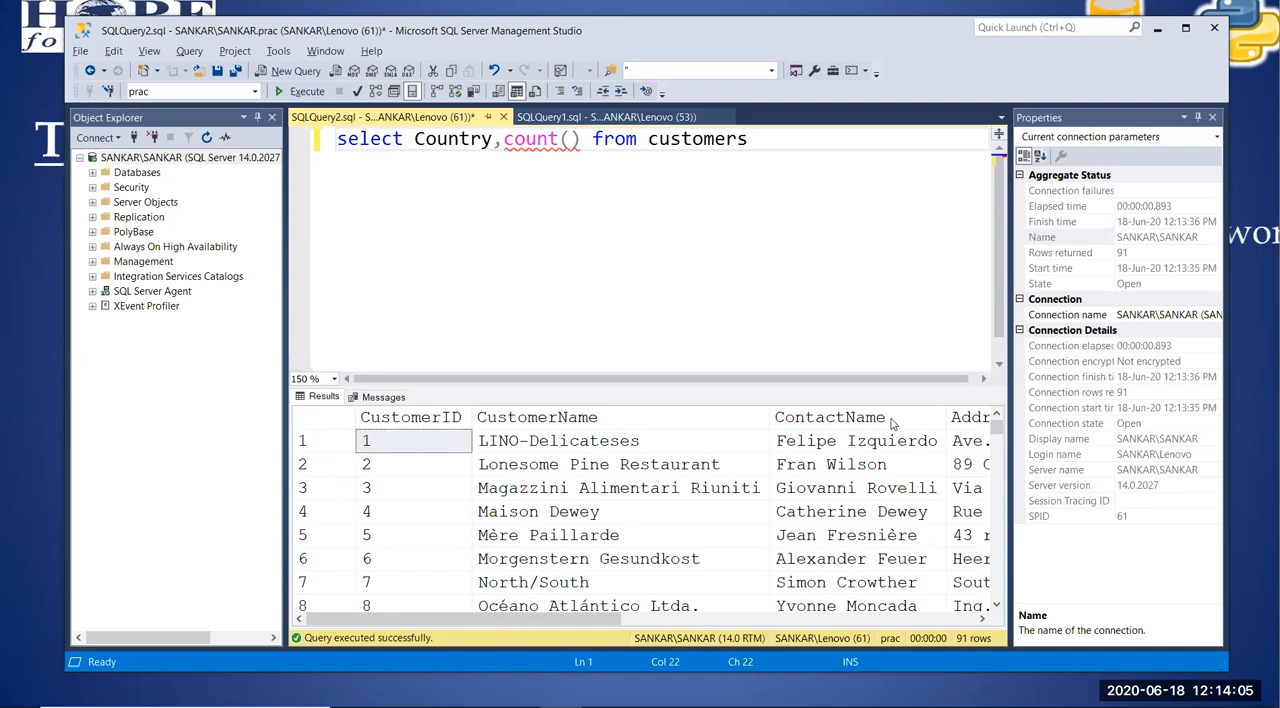 HOPE
fo
T
wor
SQLQuery2.sql - SANKAR\SANKAR.prac (SANKAR\Lenovo (61))* - Microsoft SQL Server Management Studio
Quick Launch (Ctrl+Q)
File Edit View Query Project Tools Window Help
New Query
"
prac
Execute
Object Explorer
Connect
SANKAR\SANKAR (SQL Server 14.0.2027
Databases
Security
Server Objects
Replication
PolyBase
Always On High Availability
Management
Integration Services Catalogs
SQL Server Agent
XEvent Profiler
SQLQuery2.sql - S...ANKAR\Lenovo (61))*
SQLQuery1.sql - S...ANKAR\Lenovo (53))
select Country,count() from customers
150 %
Results Messages
CustomerID CustomerName ContactName Addr
1 1 LINO-Delicateses Felipe Izquierdo Ave.
2 2 Lonesome Pine Restaurant Fran Wilson 89 C
3 3 Magazzini Alimentari Riuniti Giovanni Rovelli Via
4 4 Maison Dewey Catherine Dewey Rue
5 5 Mère Paillarde Jean Fresnière 43 r
6 6 Morgenstern Gesundkost Alexander Feuer Heer
7 7 North/South Simon Crowther Sout
8 8 Océano Atlántico Ltda. Yvonne Moncada Ing.
Query executed successfully.
SANKAR\SANKAR (14.0 RTM) SANKAR\Lenovo (61) prac 00:00:00 91 rows
Properties
Current connection parameters
Aggregate Status
Connection failures
Elapsed time 00:00:00.893
Finish time 18-Jun-20 12:13:36 PM
Name SANKAR\SANKAR
Rows returned 91
Start time 18-Jun-20 12:13:35 PM
State Open
Connection
Connection name SANKAR\SANKAR (SAN
Connection Details
Connection elapse 00:00:00.893
Connection encryp Not encrypted
Connection finish ti 18-Jun-20 12:13:36 PM
Connection rows re 91
Connection start tir 18-Jun-20 12:13:35 PM
Connection state Open
Display name SANKAR\SANKAR
Login name SANKAR\Lenovo
Server name SANKAR\SANKAR
Server version 14.0.2027
Session Tracing ID
SPID 61
Name
The name of the connection.
Ready
Ln 1 Col 22 Ch 22 INS
2020-06-18 12:14:05